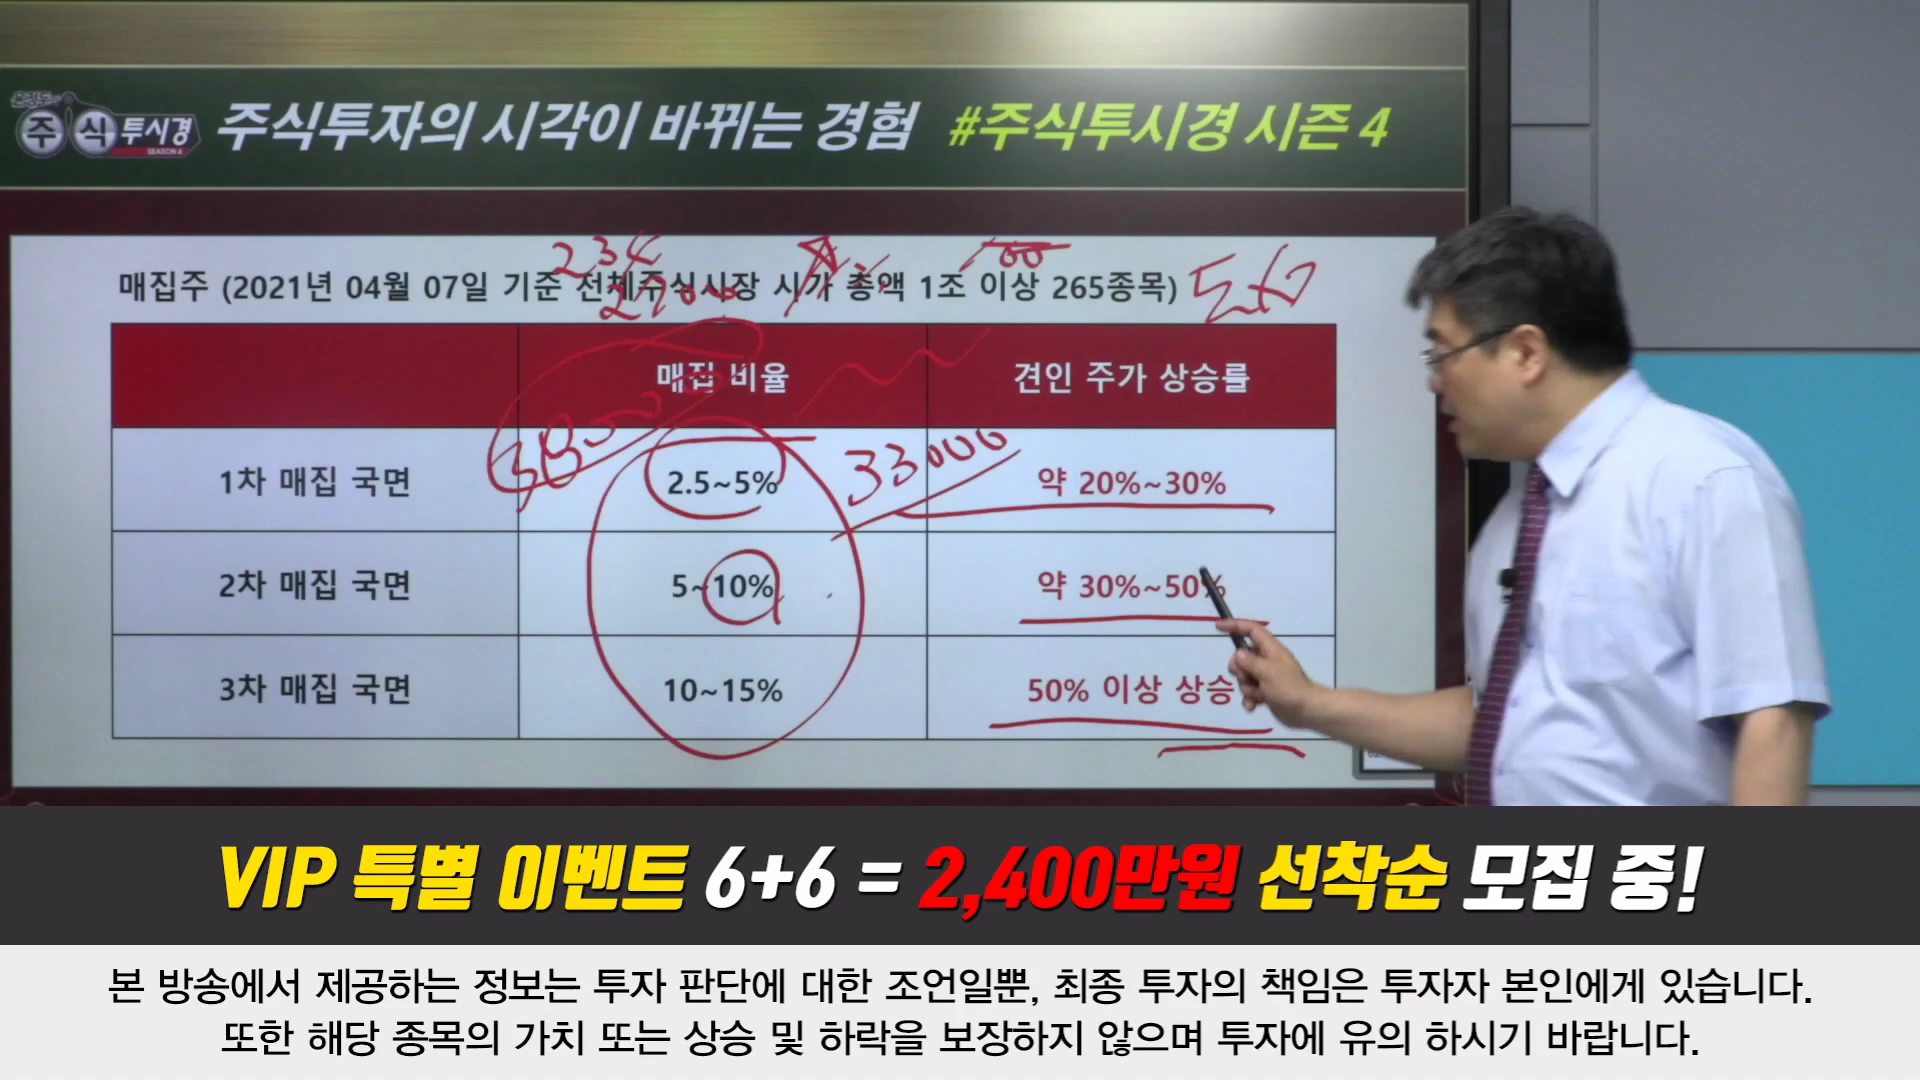 윤정두의 주식투시경 SEASON 4
주식투자의 시각이 바뀌는 경험 #주식투시경 시즌 4
234
2700
매집주 (2021년 04월 07일 기준 전체주식시장 시가 총액 1조 이상 265종목)
매집 비율 견인 주가 상승률
38000
33000
1차 매집 국면 2.5~5% 약 20%~30%
2차 매집 국면 5~10% 약 30%~50%
3차 매집 국면 10~15% 50% 이상 상승
VIP 특별 이벤트 6+6 = 2,400만원 선착순 모집 중!
본 방송에서 제공하는 정보는 투자 판단에 대한 조언일뿐, 최종 투자의 책임은 투자자 본인에게 있습니다.
또한 해당 종목의 가치 또는 상승 및 하락을 보장하지 않으며 투자에 유의 하시기 바랍니다.